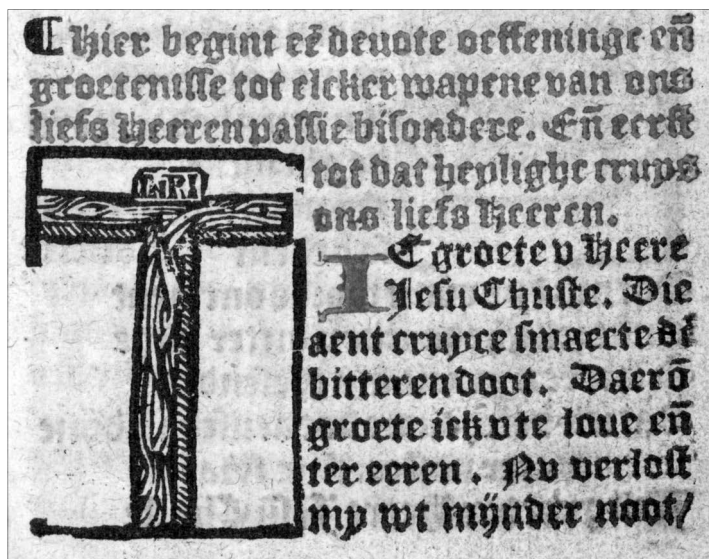 ¶ Hier begint eē deuote oeffeninge eñ
groetenisse tot elcker wapene van ons
liefs Heeren passie bisondere. Eñ eerst
tot dat heylighe cruys
ons liefs Heeren.
INRI
IC groete v Heere
Jesu Christe. Die
aent cruyce smaecte dē
bitteren doot. Daerō
groete ick v te loue eñ
ter eeren. Nv verlost
my wt mijnder noot/